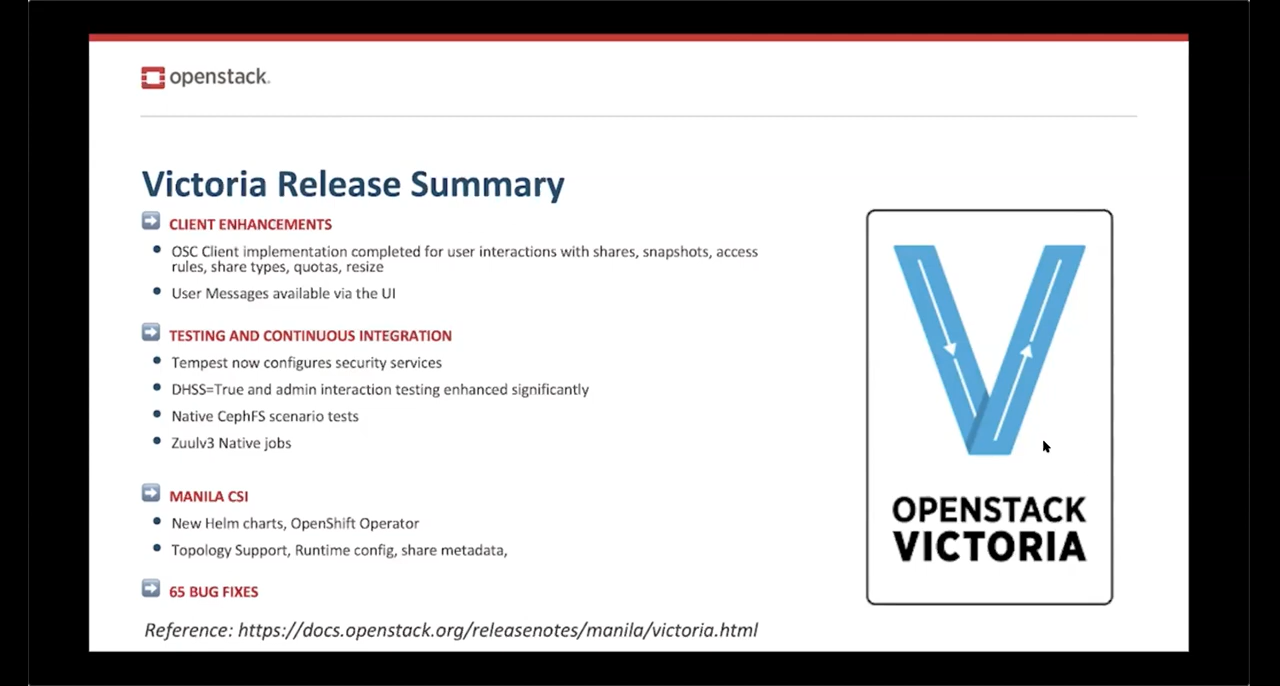 openstack.
Victoria Release Summary
CLIENT ENHANCEMENTS
OSC Client implementation completed for user interactions with shares, snapshots, access
rules, share types, quotas, resize
User Messages available via the UI
TESTING AND CONTINUOUS INTEGRATION
Tempest now configures security services
DHSS=True and admin interaction testing enhanced significantly
Native CephFS scenario tests
Zuulv3 Native jobs
MANILA CSI
New Helm charts, OpenShift Operator
Topology Support, Runtime config, share metadata,
65 BUG FIXES
Reference: https://docs.openstack.org/releasenotes/manila/victoria.html
OPENSTACK
VICTORIA